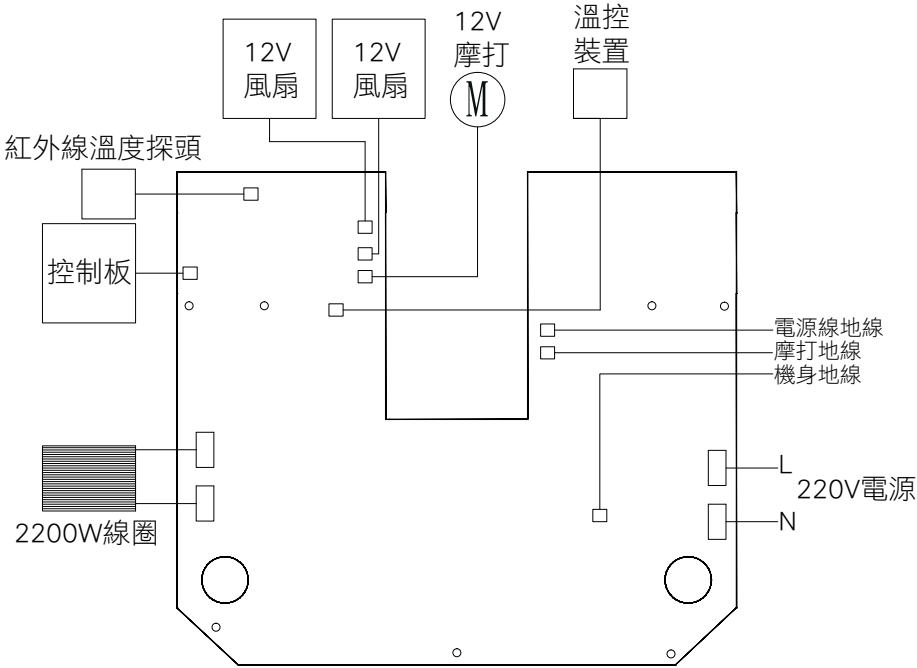 12V
風扇
12V
風扇
12V
摩打
M
溫控
裝置
紅外線溫度探頭
控制板
電源線地線
摩打地線
機身地線
2200W線圈
L
220V電源
N